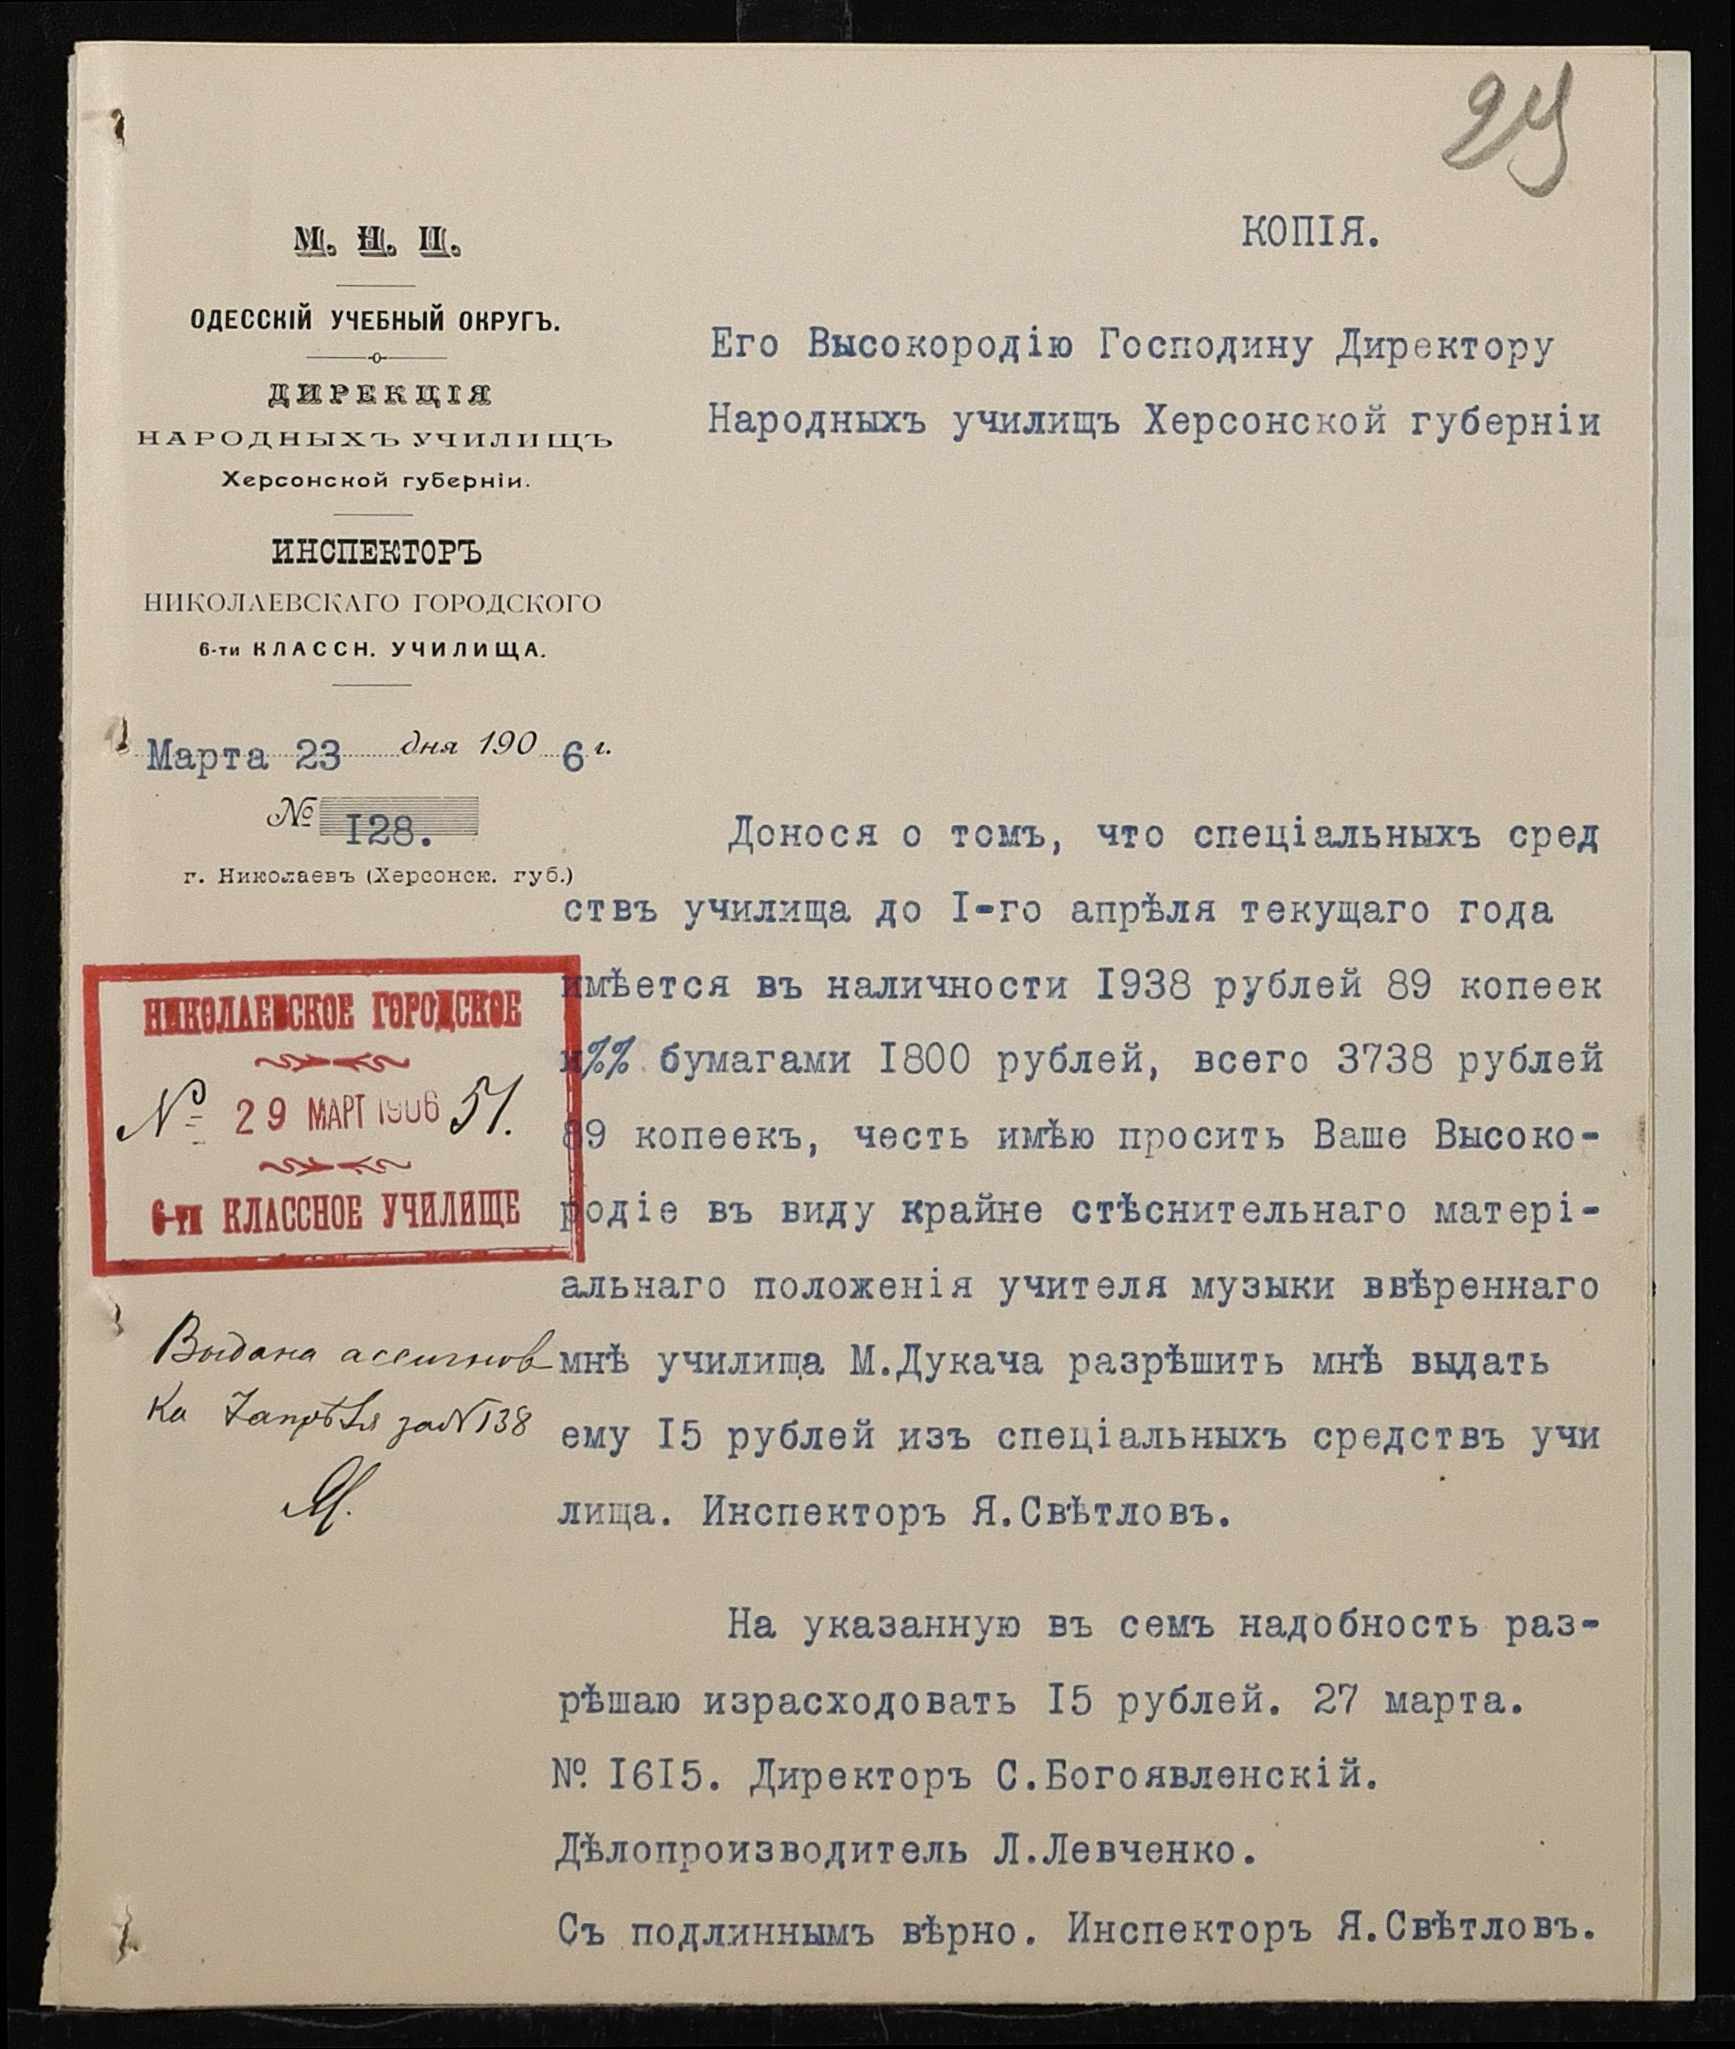 24
КОПІЯ.
М. Н. П.
ОДЕССКІЙ УЧЕБНЫЙ ОКРУГЪ.
ДИРЕКЦІЯ
НАРОДНЫХЪ УЧИЛИЩЪ
Херсонской губерніи.
ИНСПЕКТОРЪ
НИКОЛАЕВСКАГО ГОРОДСКОГО
6-ти КЛАССН. УЧИЛИЩА.
Марта 23 дня 1906 г.
№ I28.
г. Николаевъ (Херсонск. губ.)
Его Высокородію Господину Директору
Народныхъ училищъ Херсонской губерніи
НИКОЛАЕВСКОЕ ГОРОДСКОЕ
№ 29 МАРТ 1906 51.
6-ти КЛАССНОЕ УЧИЛИЩЕ
Выдана ассигнов
ка 7 апрѣля за № 138
Донося о томъ, что спеціальныхъ сред
ствъ училища до I-го апрѣля текущаго года
имѣется въ наличности I938 рублей 89 копеек
и%% бумагами I800 рублей, всего 3738 рублей
89 копеекъ, честь имѣю просить Ваше Высоко-
родіе въ виду крайне стѣснительнаго матері-
альнаго положенія учителя музыки ввѣреннаго
мнѣ училища М.Дукача разрѣшить мнѣ выдать
ему I5 рублей изъ спеціальныхъ средствъ учи
лища. Инспекторъ Я.Свѣтловъ.
На указанную въ семъ надобность раз-
рѣшаю израсходовать I5 рублей. 27 марта.
№ I6I5. Директоръ С.Богоявленскій.
Дѣлопроизводитель Л.Левченко.
Съ подлиннымъ вѣрно. Инспекторъ Я.Свѣтловъ.